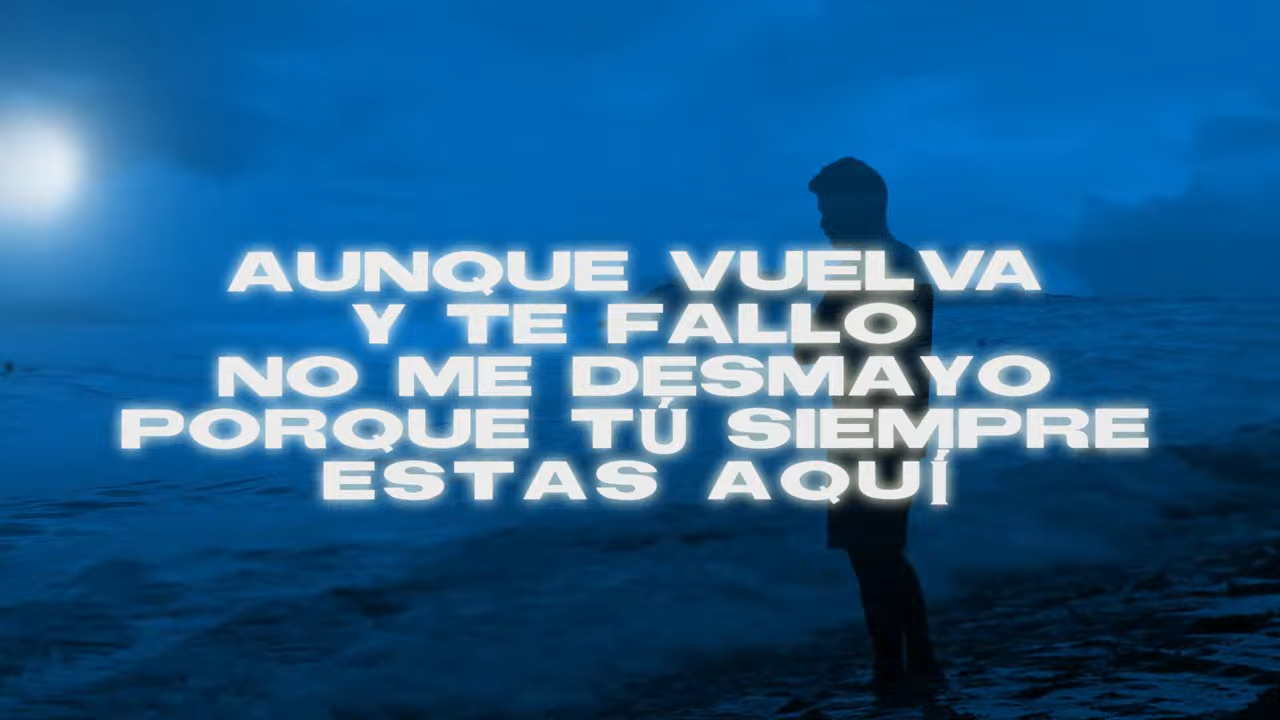 AUNQUE VUELVA
Y TE FALLO
NO ME DESMAYO
PORQUE TÚ SIEMPRE
ESTAS AQUÍ